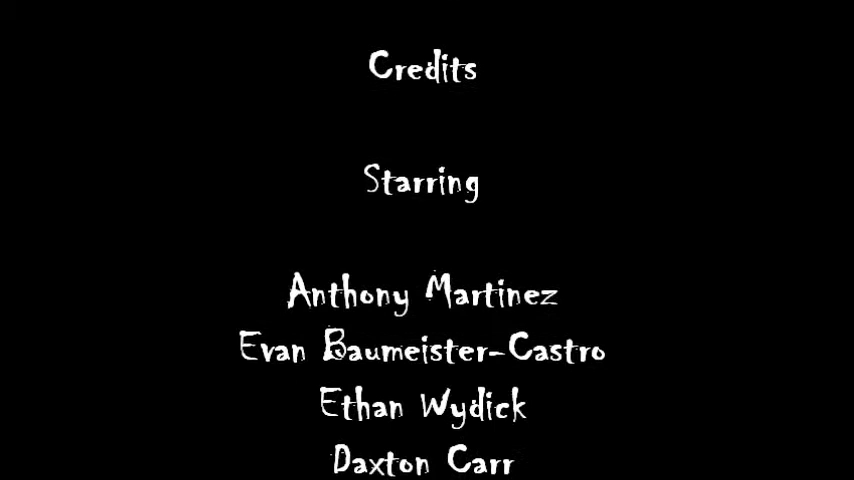 Credits
Starring
Anthony Martinez
Evan Baumeister-Castro
Ethan Wydick
Daxton Carr